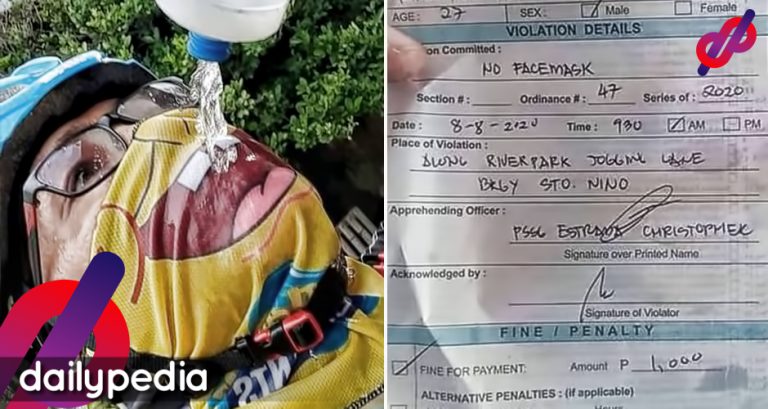 AGE: 27 SEX: Male Female
VIOLATION DETAILS
on Committed:
NO FACEMASK
Section #: Ordinance #: 47 Series of: 2020
Date: 8-8-2020 Time: 930 AM PM
Place of Violation:
ALONG RIVERPARK JOGGING LANE
BRGY STO. NINO
Apprehending Officer:
PSSG ESTRADA CHRISTOPHER
Signature over Printed Name
Acknowledged by:
Signature of Violator
FINE / PENALTY
FINE FOR PAYMENT: Amount P 1,000
ALTERNATIVE PENALTIES: (if applicable)
Hours
dailypedia